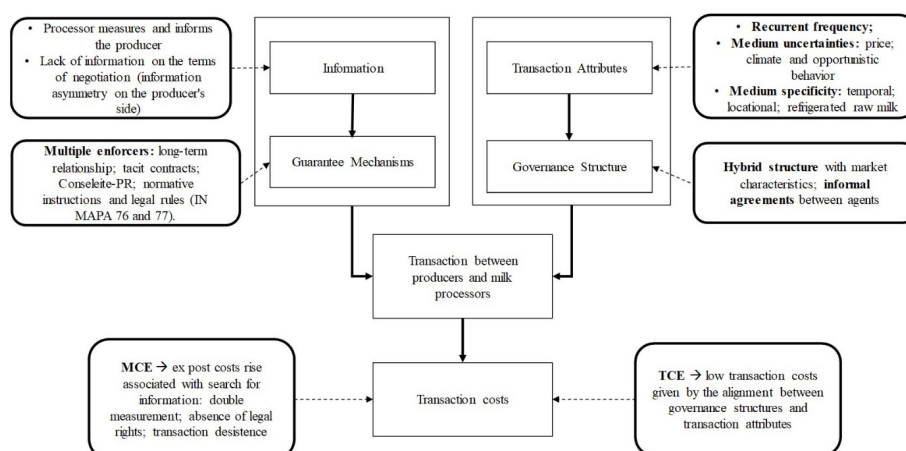 • Processor measures and informs
the producer
• Lack of information on the terms
of negotiation (information
asymmetry on the producer's
side)
Information
Transaction Attributes
• Recurrent frequency;
• Medium uncertainties: price;
climate and opportunistic
behavior
• Medium specificity: temporal;
locational; refrigerated raw milk
Multiple enforcers: long-term
relationship; tacit contracts;
Conseleite-PR; normative
instructions and legal rules (IN
MAPA 76 and 77).
Guarantee Mechanisms
Governance Structure
Hybrid structure with market
characteristics; informal
agreements between agents
Transaction between
producers and milk
processors
MCE → ex post costs rise
associated with search for
information: double
measurement; absence of legal
rights; transaction desistence
Transaction costs
TCE → low transaction costs
given by the alignment between
governance structures and
transaction attributes